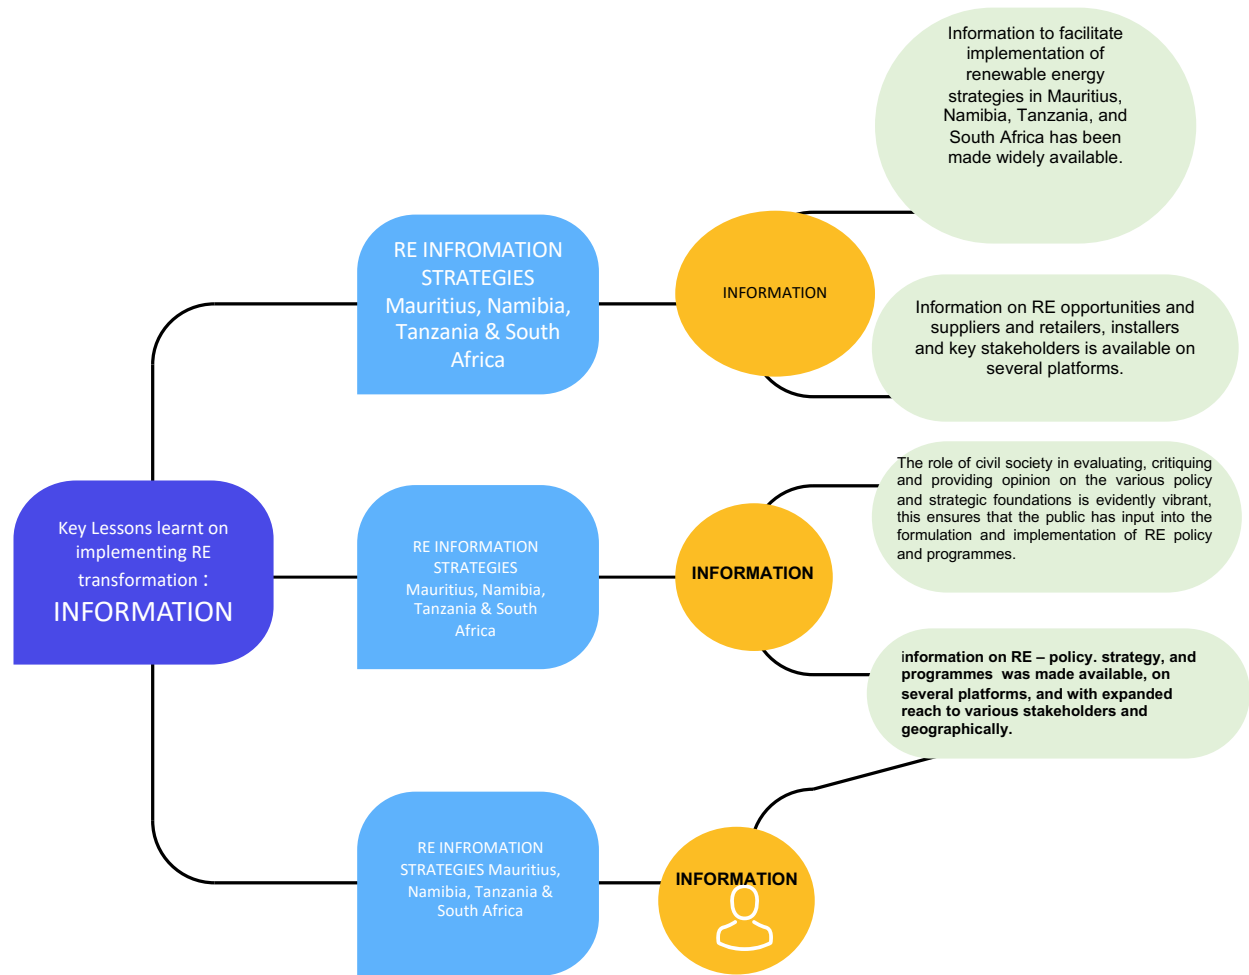 Key Lessons learnt on
implementing RE
transformation :
INFORMATION
RE INFROMATION
STRATEGIES
Mauritius, Namibia,
Tanzania & South
Africa
INFORMATION
Information to facilitate
implementation of
renewable energy
strategies in Mauritius,
Namibia, Tanzania, and
South Africa has been
made widely available.
Information on RE opportunities and
suppliers and retailers, installers
and key stakeholders is available on
several platforms.
RE INFORMATION
STRATEGIES
Mauritius, Namibia,
Tanzania & South
Africa
INFORMATION
The role of civil society in evaluating, critiquing
and providing opinion on the various policy
and strategic foundations is evidently vibrant,
this ensures that the public has input into the
formulation and implementation of RE policy
and programmes.
information on RE – policy. strategy, and
programmes was made available, on
several platforms, and with expanded
reach to various stakeholders and
geographically.
RE INFROMATION
STRATEGIES Mauritius,
Namibia, Tanzania &
South Africa
INFORMATION